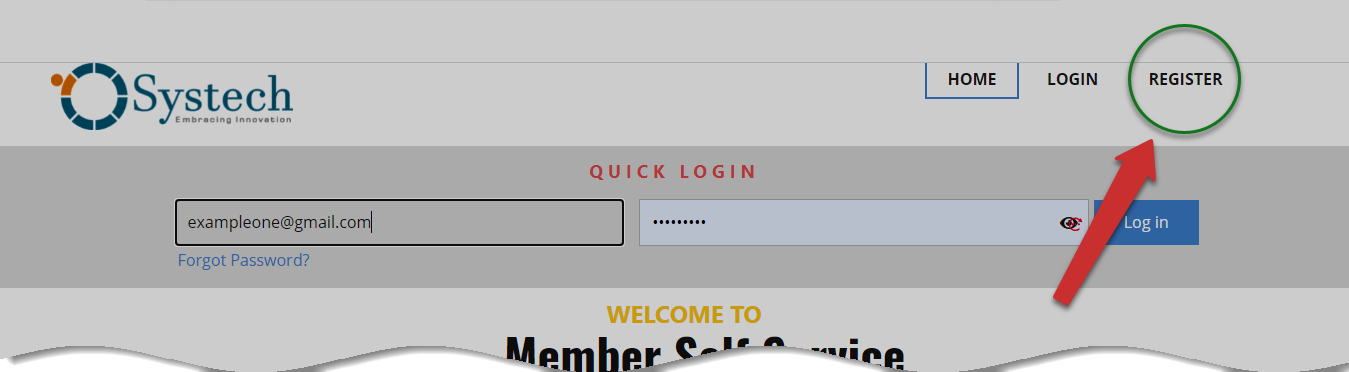 Systech
Embracing Innovation
HOME LOGIN REGISTER
QUICK LOGIN
exampleone@gmail.com ••••••••• Log in
Forgot Password?
WELCOME TO
Member Self Service